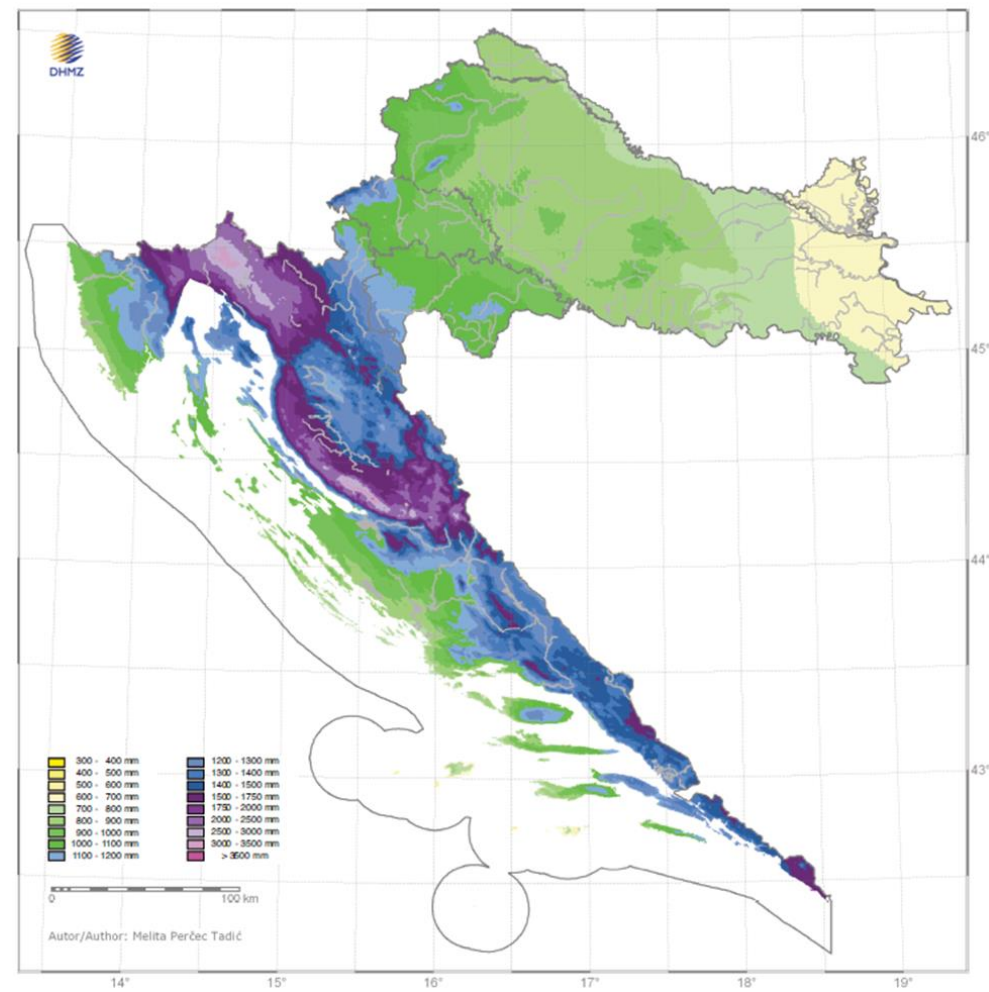 DHMZ
46°
45°
44°
43°
300 - 400 mm
400 - 500 mm
500 - 600 mm
600 - 700 mm
700 - 800 mm
800 - 900 mm
900 - 1000 mm
1000 - 1100 mm
1100 - 1200 mm
1200 - 1300 mm
1300 - 1400 mm
1400 - 1500 mm
1500 - 1750 mm
1750 - 2000 mm
2000 - 2500 mm
2500 - 3000 mm
3000 - 3500 mm
> 3500 mm
0 100 km
Autor/Author: Melita Perčec Tadić
14° 15° 16° 17° 18° 19°